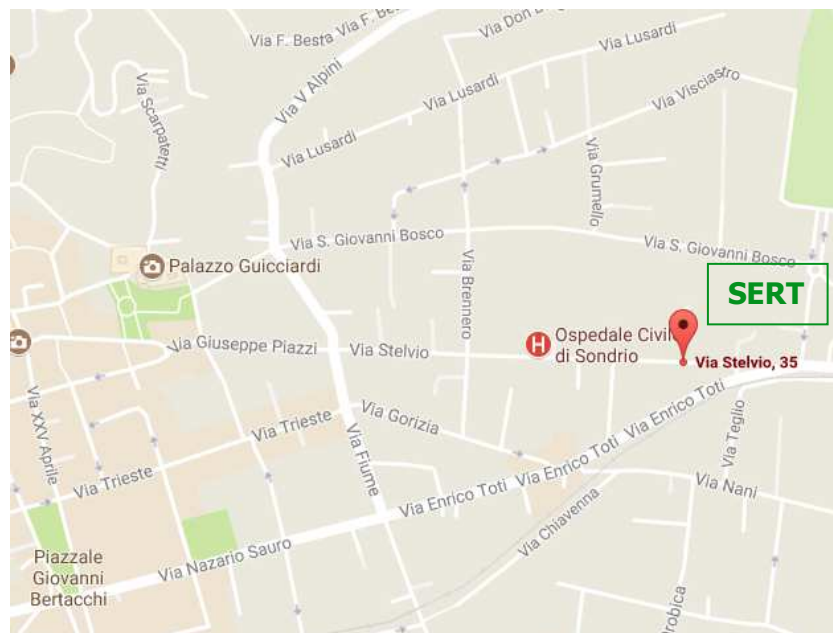 Via F. Besta
Via F. Best
Via Don B
Via Lusardi
Via V Alpini
Via Scarpatetti
Via Lusardi
Via Visciastro
Via Lusardi
Via Grumello
Via S. Giovanni Bosco
Via S. Giovanni Bosco
Palazzo Guicciardi
Via Brennero
SERT
Ospedale Civil
di Sondrio
Via Giuseppe Piazzi
Via Stelvio
Via Stelvio, 35
Via XXV Aprile
Via Trieste
Via Gorizia
Via Enrico Toti
Via Teglio
Via Fiume
Via Trieste
Via Enrico Toti
Via Enrico Toti
Via Nani
Via Chiavenna
Via Nazario Sauro
Piazzale
Giovanni
Bertacchi
Orobica